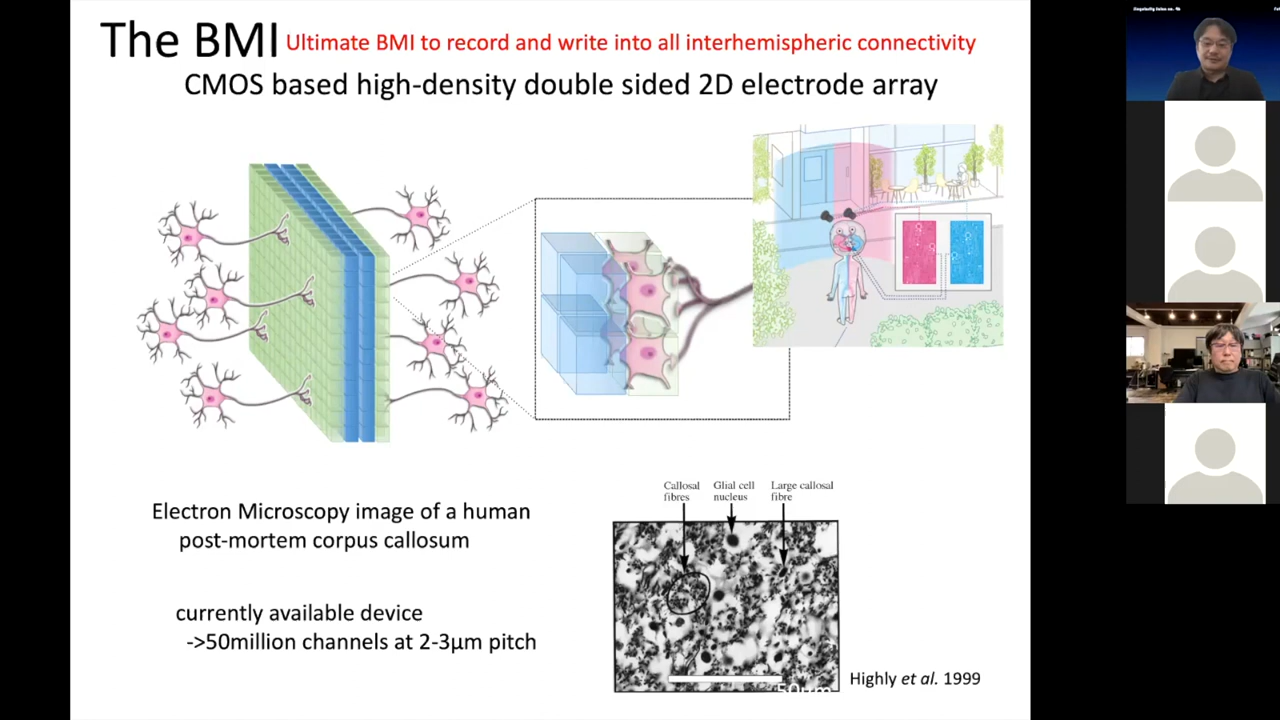 The BMI Ultimate BMI to record and write into all interhemispheric connectivity
CMOS based high-density double sided 2D electrode array
Electron Microscopy image of a human
post-mortem corpus callosum
currently available device
->50million channels at 2-3μm pitch
Callosal fibres
Glial cell nucleus
Large callosal fibre
50μm
Highly et al. 1999